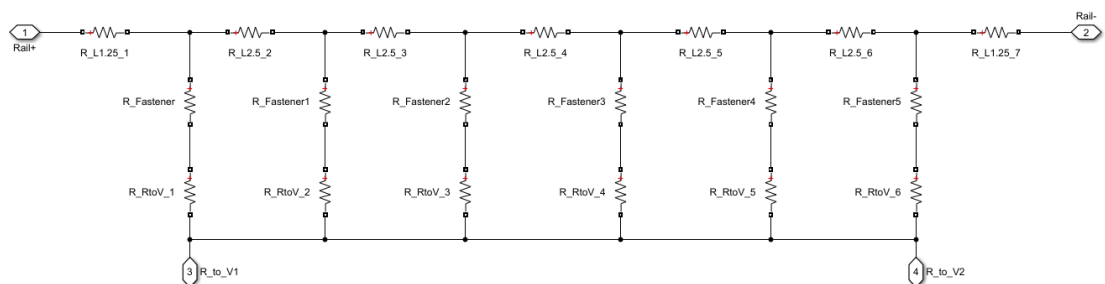 1
Rail+
R_L1.25_1
R_L2.5_2
R_L2.5_3
R_L2.5_4
R_L2.5_5
R_L2.5_6
R_L1.25_7
Rail-
2
R_Fastener
R_Fastener1
R_Fastener2
R_Fastener3
R_Fastener4
R_Fastener5
R_RtoV_1
R_RtoV_2
R_RtoV_3
R_RtoV_4
R_RtoV_5
R_RtoV_6
3
R_to_V1
4
R_to_V2